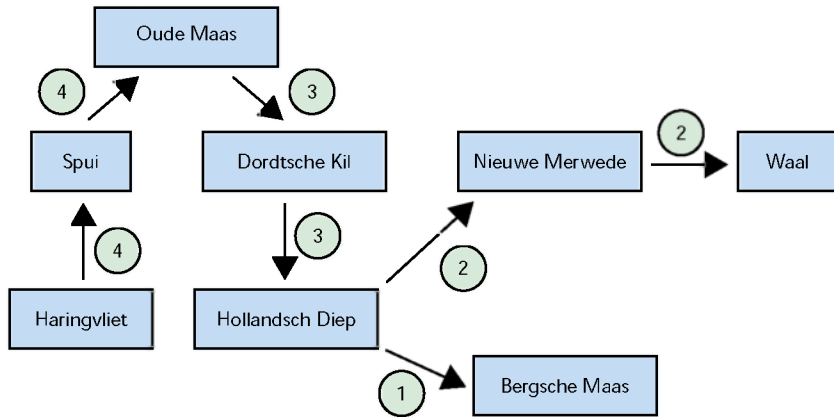 Oude Maas
4
3
2
Spui
Dordtsche Kil
Nieuwe Merwede
Waal
4
3
2
Haringvliet
Hollandsch Diep
1
Bergsche Maas